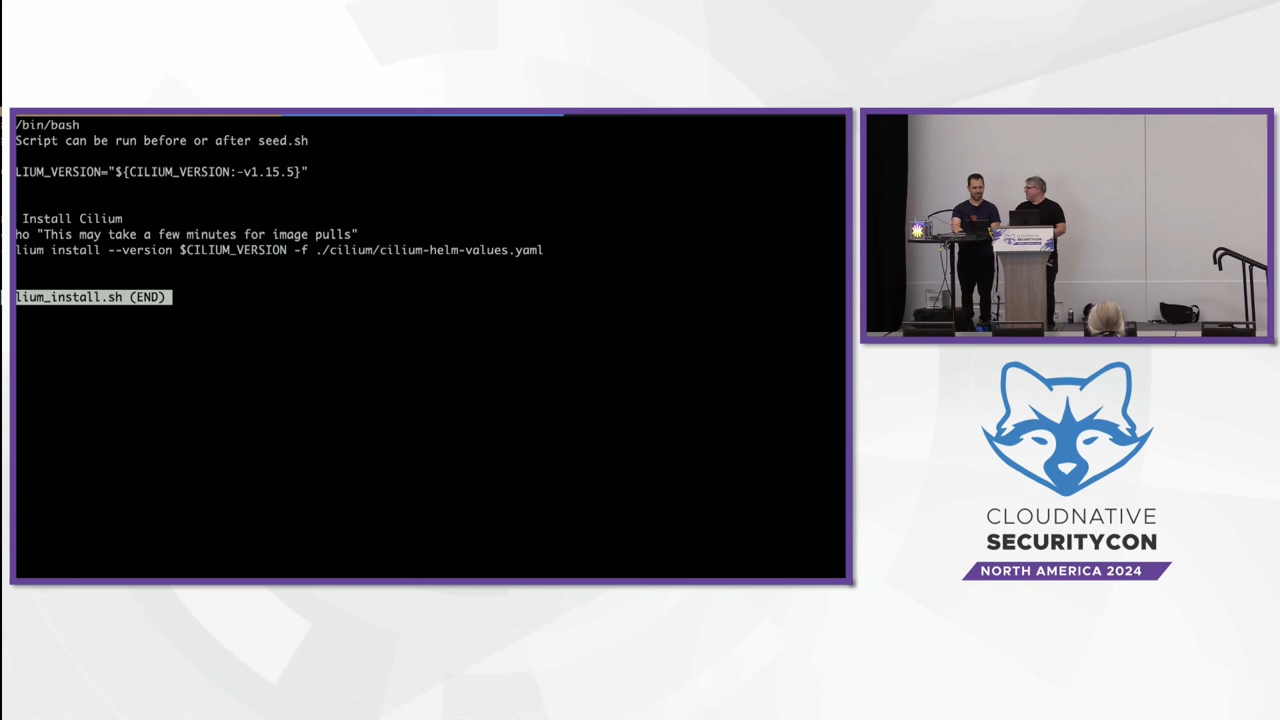 /bin/bash
Script can be run before or after seed.sh
LIUM_VERSION="${CILIUM_VERSION:-v1.15.5}"
Install Cilium
ho "This may take a few minutes for image pulls"
lium install --version $CILIUM_VERSION -f ./cilium/cilium-helm-values.yaml
lium_install.sh (END)
CLOUDNATIVE
SECURITYCON
NORTH AMERICA 2024